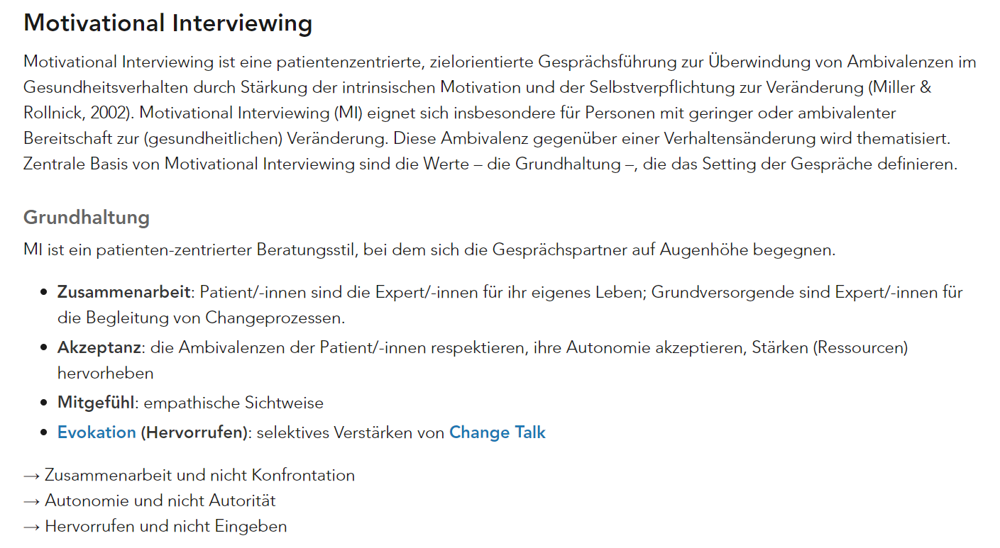 Motivational Interviewing
Motivational Interviewing ist eine patientenzentrierte, zielorientierte Gesprächsführung zur Überwindung von Ambivalenzen im
Gesundheitsverhalten durch Stärkung der intrinsischen Motivation und der Selbstverpflichtung zur Veränderung (Miller &
Rollnick, 2002). Motivational Interviewing (MI) eignet sich insbesondere für Personen mit geringer oder ambivalenter
Bereitschaft zur (gesundheitlichen) Veränderung. Diese Ambivalenz gegenüber einer Verhaltensänderung wird thematisiert.
Zentrale Basis von Motivational Interviewing sind die Werte – die Grundhaltung –, die das Setting der Gespräche definieren.
Grundhaltung
MI ist ein patienten-zentrierter Beratungsstil, bei dem sich die Gesprächspartner auf Augenhöhe begegnen.
• Zusammenarbeit: Patient/-innen sind die Expert/-innen für ihr eigenes Leben; Grundversorgende sind Expert/-innen für
die Begleitung von Changeprozessen.
• Akzeptanz: die Ambivalenzen der Patient/-innen respektieren, ihre Autonomie akzeptieren, Stärken (Ressourcen)
hervorheben
• Mitgefühl: empathische Sichtweise
• Evokation (Hervorrufen): selektives Verstärken von Change Talk
→ Zusammenarbeit und nicht Konfrontation
→ Autonomie und nicht Autorität
→ Hervorrufen und nicht Eingeben